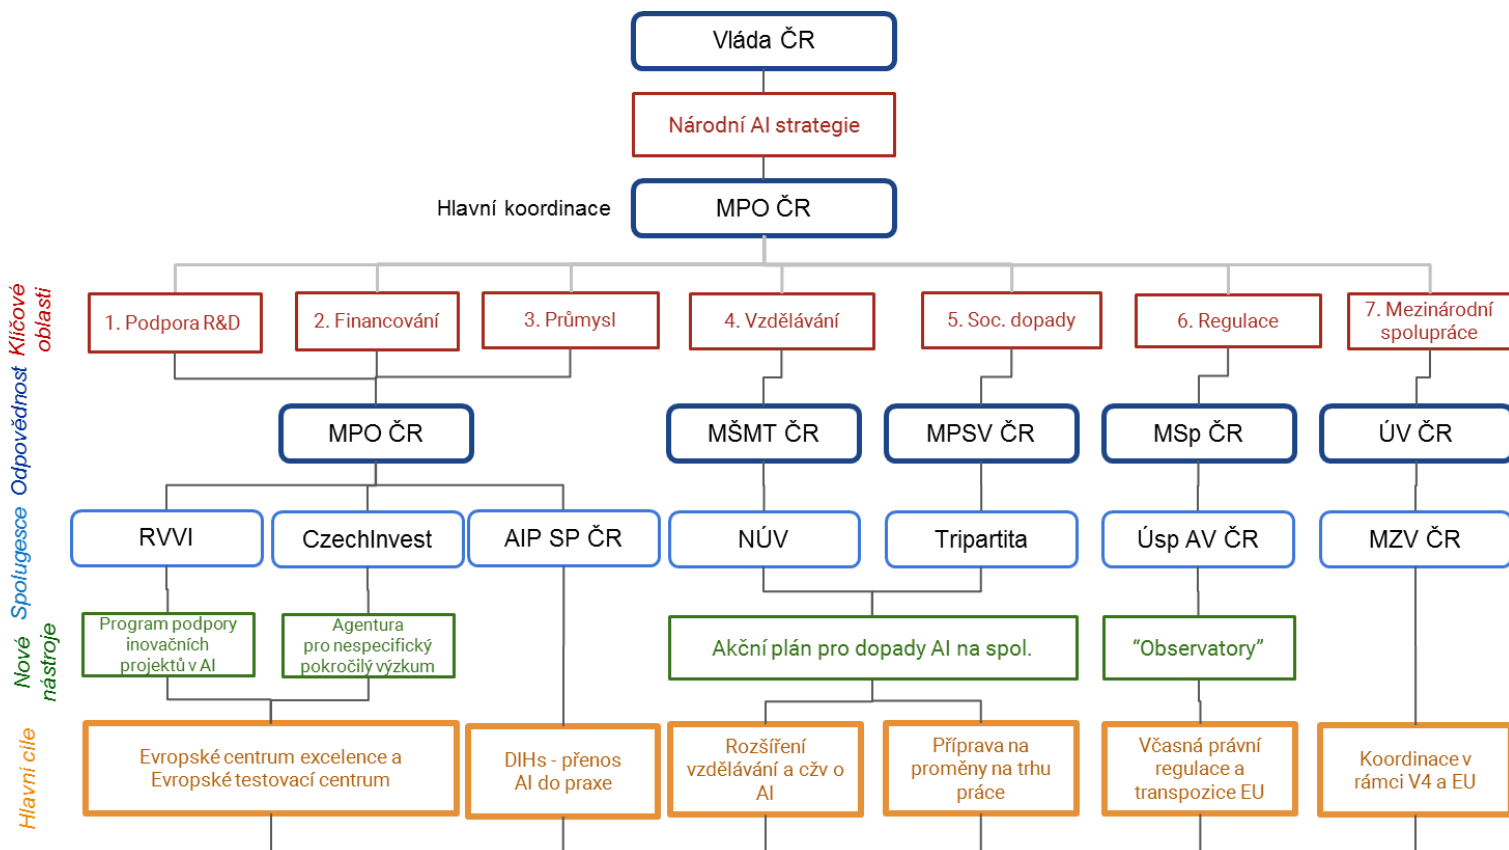 Vláda ČR
Národní AI strategie
Hlavní koordinace
MPO ČR
Klíčové
oblasti
1. Podpora R&D
2. Financování
3. Průmysl
4. Vzdělávání
5. Soc. dopady
6. Regulace
7. Mezinárodní
spolupráce
Odpovědnost
MPO ČR
MŠMT ČR
MPSV ČR
MSp ČR
ÚV ČR
Spolugesce
RVVI
CzechInvest
AIP SP ČR
NÚV
Tripartita
Úsp AV ČR
MZV ČR
Nové
nástroje
Program podpory
inovačních
projektů v AI
Agentura
pro nespecifický
pokročilý výzkum
Akční plán pro dopady AI na spol.
“Observatory”
Hlavní cíle
Evropské centrum excelence a
Evropské testovací centrum
DIHs - přenos
AI do praxe
Rozšíření
vzdělávání a cžv o
AI
Příprava na
proměny na trhu
práce
Včasná právní
regulace a
transpozice EU
Koordinace v
rámci V4 a EU